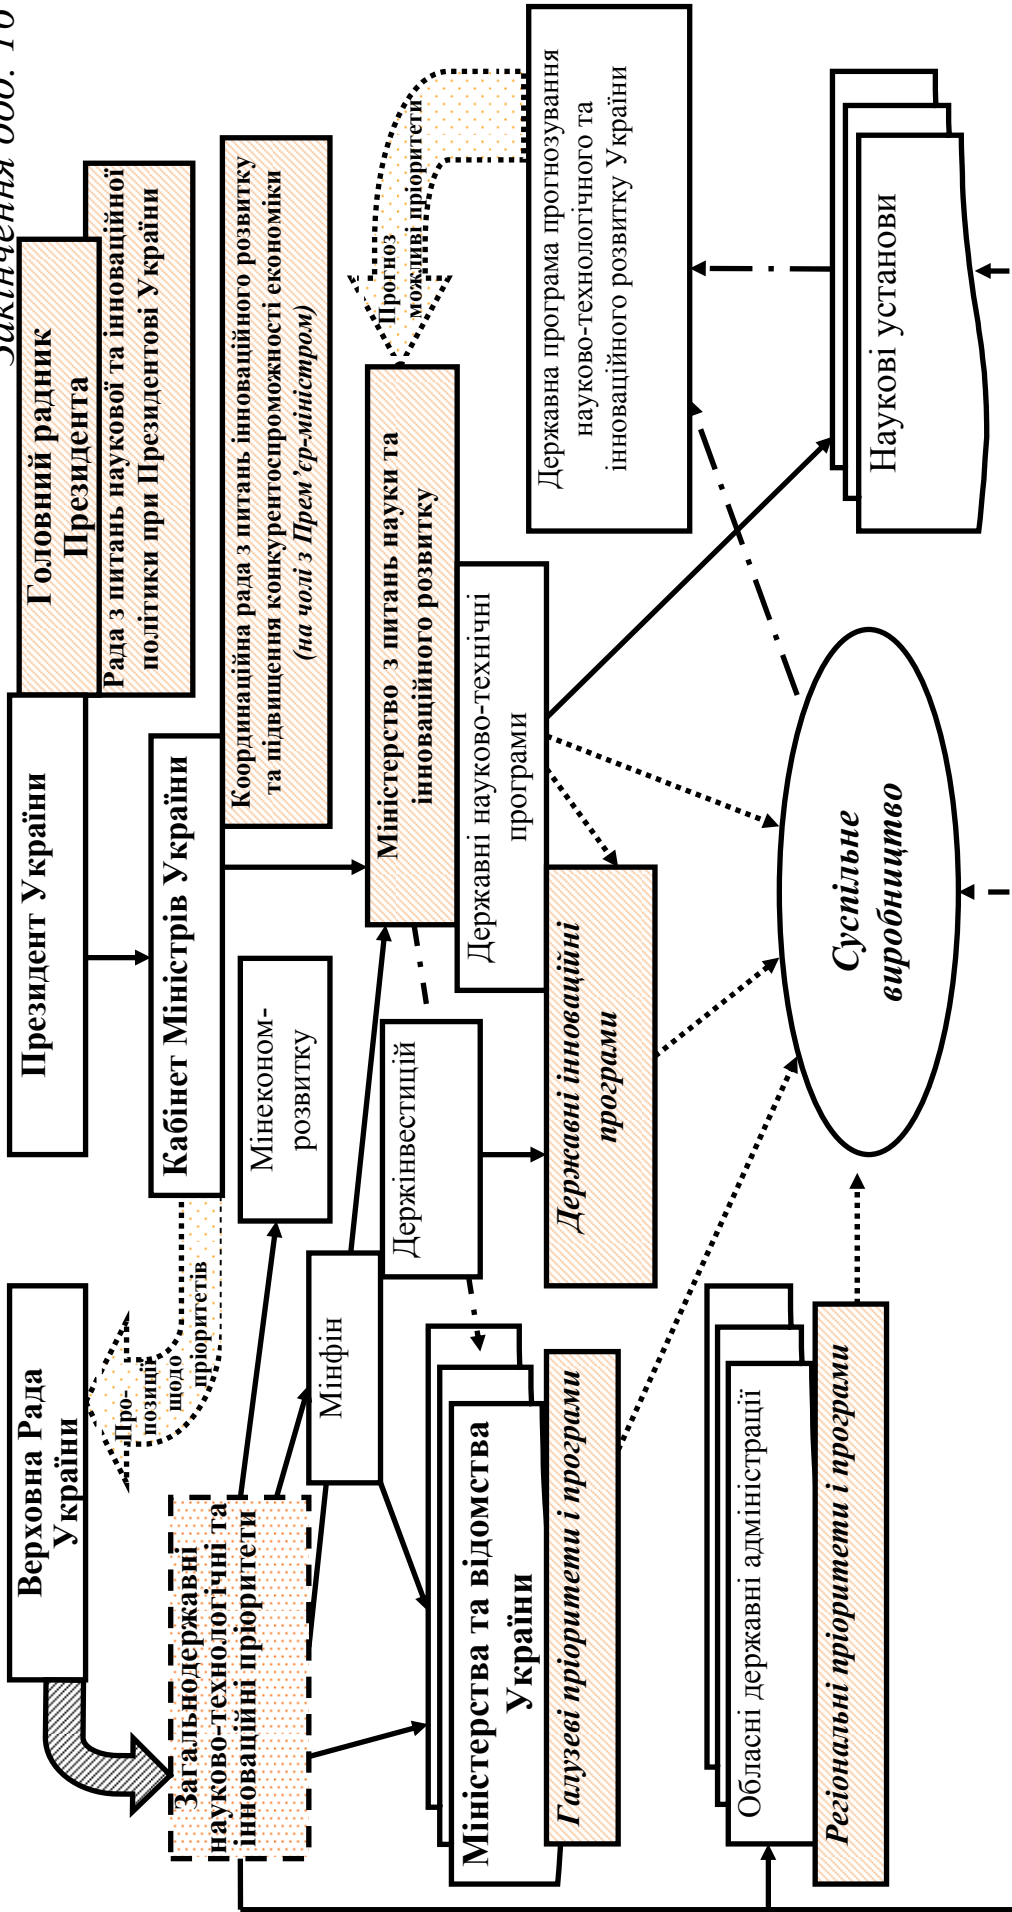 Закінчення дод. 10
Верховна Рада
України
Президент України
Головний радник
Президента
Рада з питань наукової та інноваційної
політики при Президентові України
Про-
позиції
щодо
пріоритетів
Кабінет Міністрів України
Координаційна рада з питань інноваційного розвитку
та підвищення конкурентоспроможності економіки
(на чолі з Прем’єр-міністром)
Загальнодержавні
науково-технологічні та
інноваційні пріоритети
Мінеконом-
розвитку
Мінфін
Держінвестицій
Міністерство з питань науки та
інноваційного розвитку
Прогноз
можливі пріоритети
Державні науково-технічні
програми
Міністерства та відомства
України
Галузеві пріоритети і програми
Державні інноваційні
програми
Державна програма прогнозування
науково-технологічного та
інноваційного розвитку України
Обласні державні адміністрації
Регіональні пріоритети і програми
Суспільне
виробництво
Наукові установи